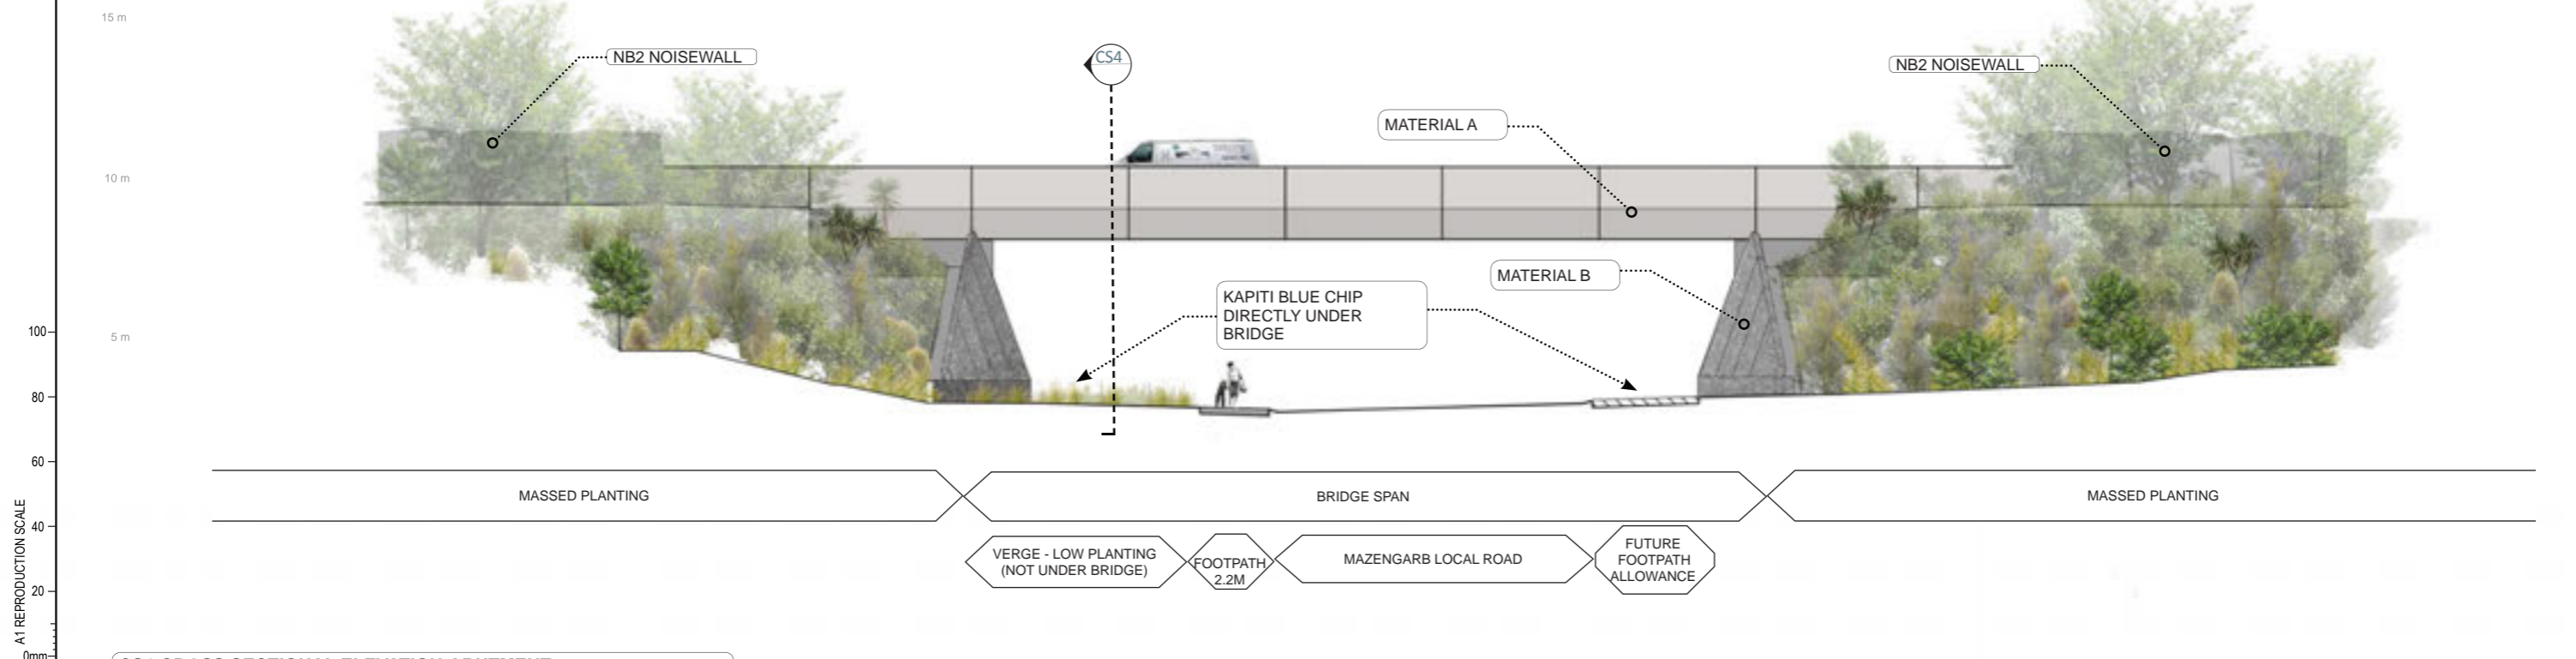 15 m
NB2 NOISEWALL
CS4
NB2 NOISEWALL
MATERIAL A
10 m
MATERIAL B
KAPITI BLUE CHIP
DIRECTLY UNDER
BRIDGE
5 m
100
80
60
40
20
0mm
A1 REPRODUCTION SCALE
MASSED PLANTING
BRIDGE SPAN
MASSED PLANTING
VERGE - LOW PLANTING
(NOT UNDER BRIDGE)
FOOTPATH
2.2M
MAZENGARB LOCAL ROAD
FUTURE
FOOTPATH
ALLOWANCE